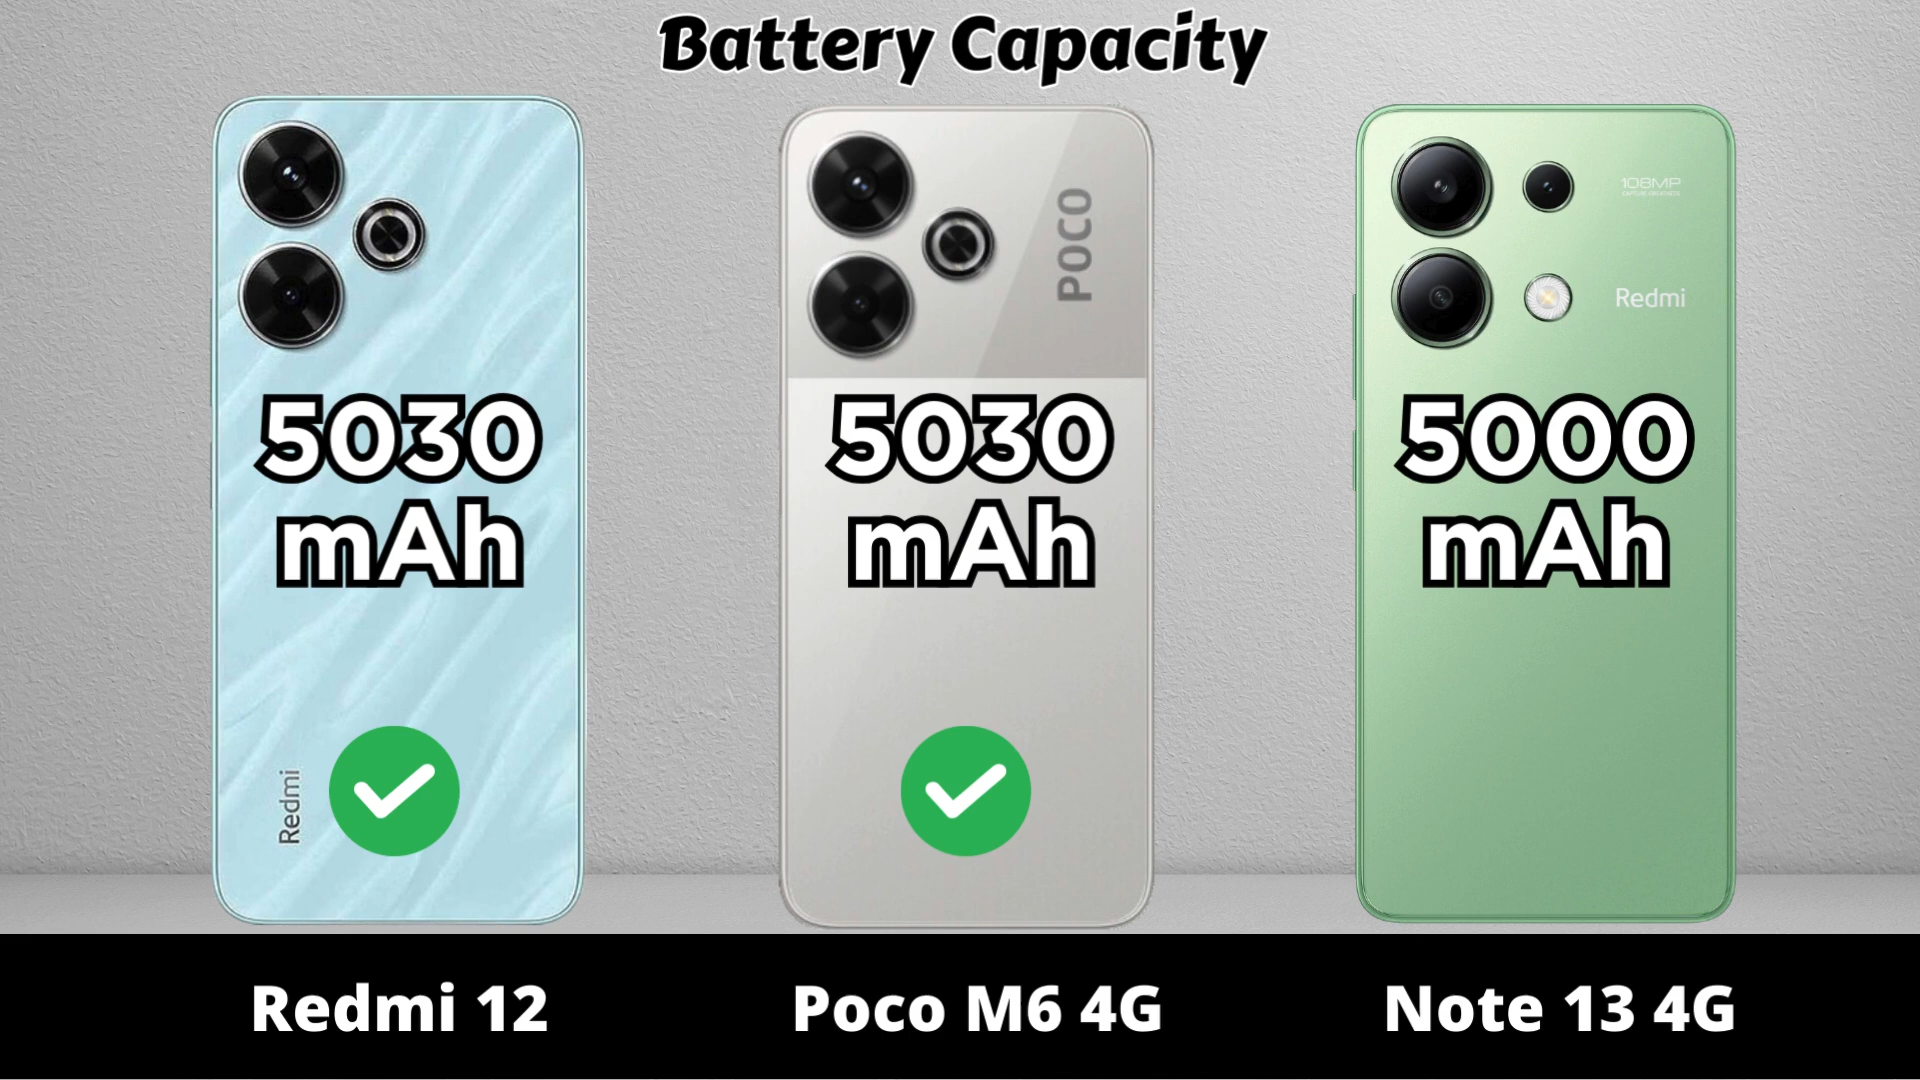 Battery Capacity
POCO
108MP
Redmi
5030
mAh
5030
mAh
5000
mAh
Redmi
Redmi 12
Poco M6 4G
Note 13 4G